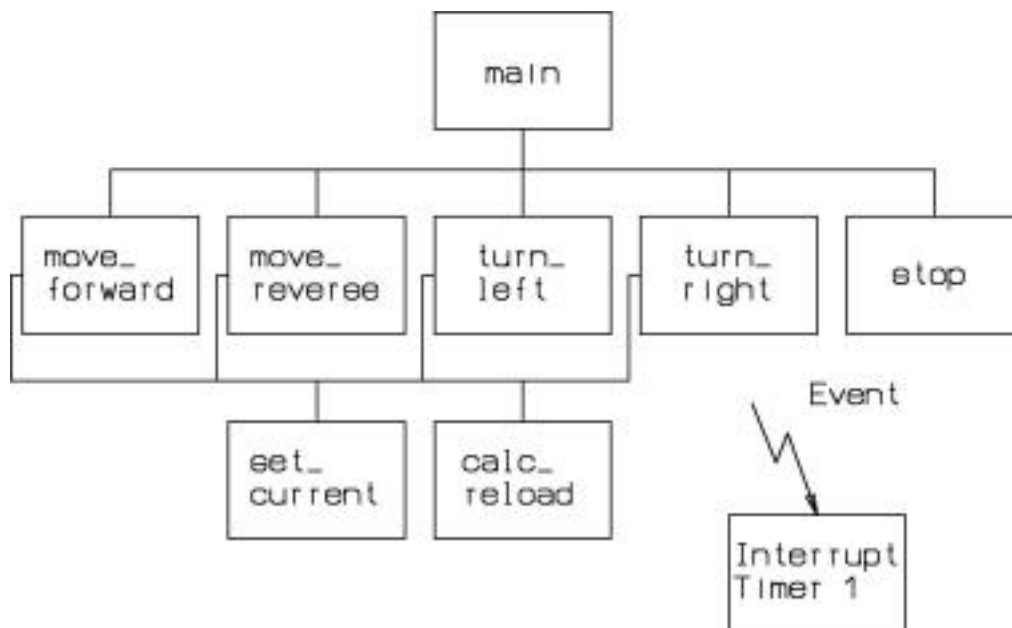 main
move_
forward
move_
reverse
turn_
left
turn_
right
stop
set_
current
calc_
reload
Event
Interrupt
Timer 1